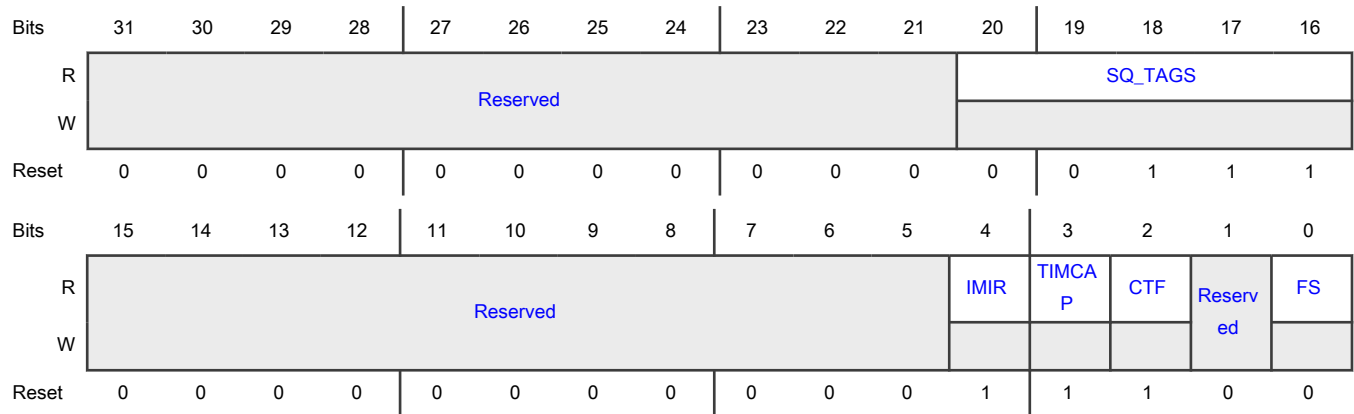 Bits 31 30 29 28 27 26 25 24 23 22 21 20 19 18 17 16
R Reserved SQ_TAGS
W
Reset 0 0 0 0 0 0 0 0 0 0 0 0 0 1 1 1
Bits 15 14 13 12 11 10 9 8 7 6 5 4 3 2 1 0
R Reserved IMIR TIMCA
P CTF Reserv
ed FS
W
Reset 0 0 0 0 0 0 0 0 0 0 0 1 1 1 0 0